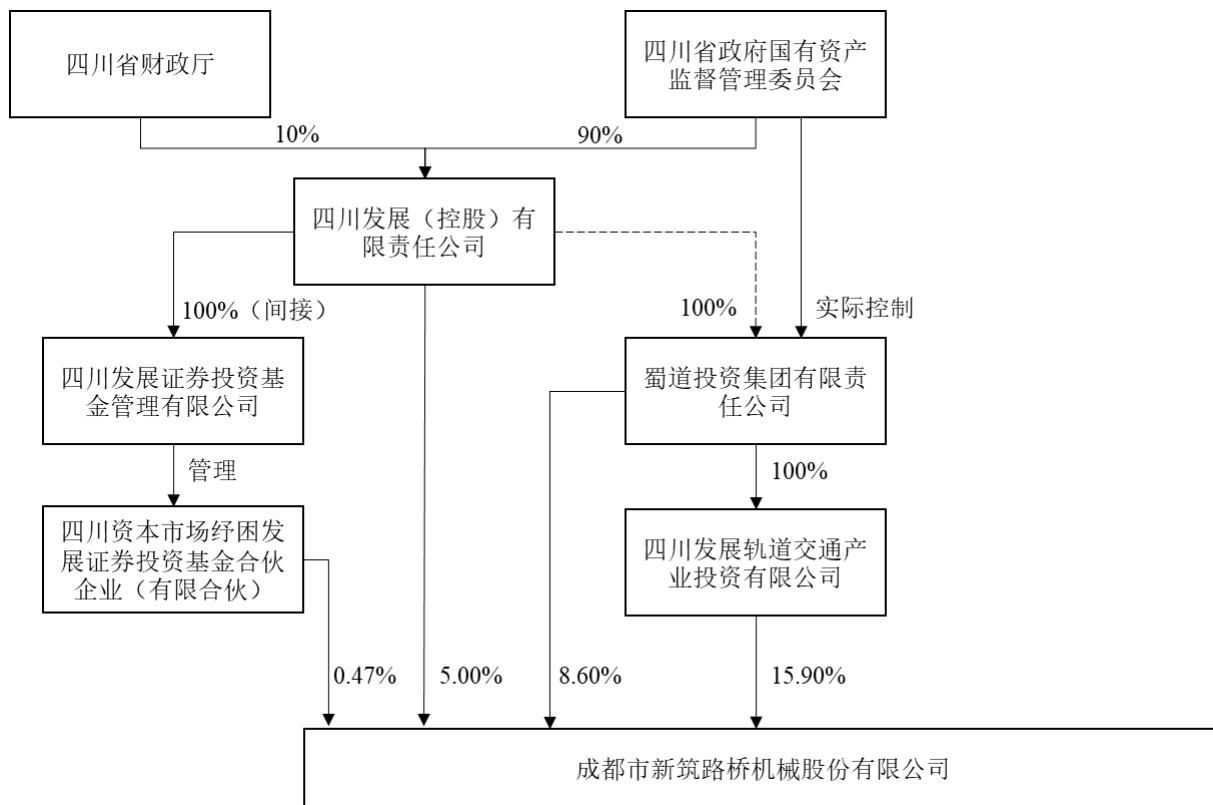 四川省财政厅
四川省政府国有资产
监督管理委员会
10%
90%
四川发展（控股）有
限责任公司
100%（间接）
100%
实际控制
四川发展证券投资基
金管理有限公司
蜀道投资集团有限责
任公司
管理
100%
四川资本市场纾困发
展证券投资基金合伙
企业（有限合伙）
四川发展轨道交通产
业投资有限公司
0.47%
5.00%
8.60%
15.90%
成都市新筑路桥机械股份有限公司